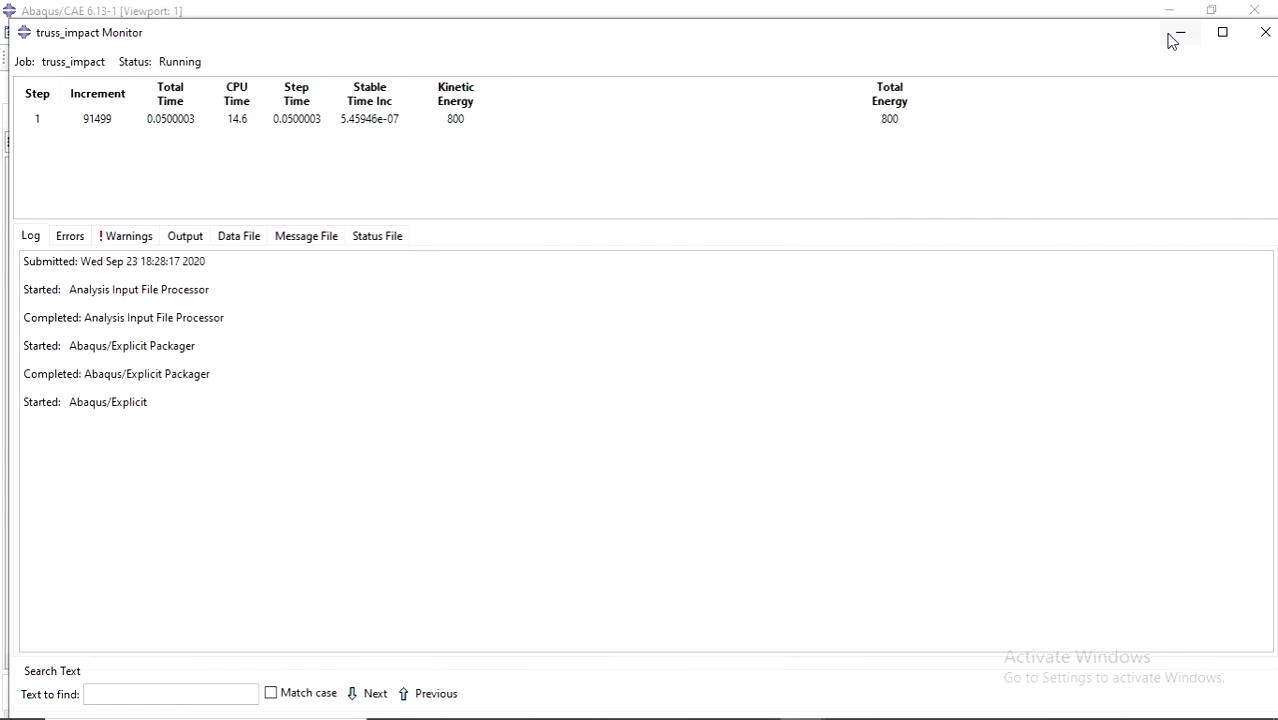 Abaqus/CAE 6.13-1 [Viewport: 1]
truss_impact Monitor
Job: truss_impact Status: Running
Step Increment Total Time CPU Time Step Time Stable Time Inc Kinetic Energy Total Energy
1 91499 0.0500003 14.6 0.0500003 5.45946e-07 800 800
Log Errors ! Warnings Output Data File Message File Status File
Submitted: Wed Sep 23 18:28:17 2020
Started: Analysis Input File Processor
Completed: Analysis Input File Processor
Started: Abaqus/Explicit Packager
Completed: Abaqus/Explicit Packager
Started: Abaqus/Explicit
Activate Windows
Go to Settings to activate Windows.
Search Text
Text to find: Match case Next Previous